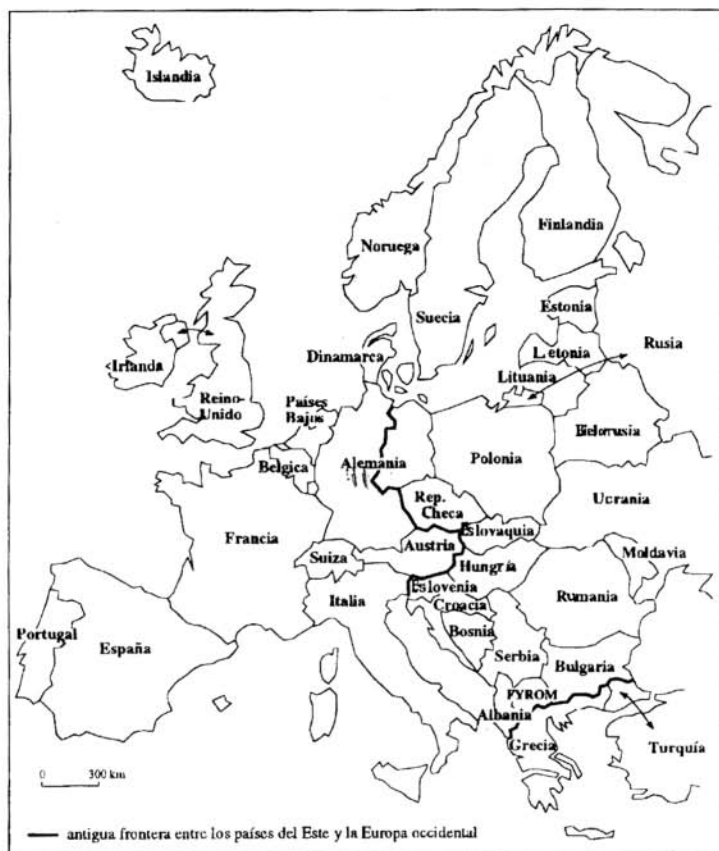 Islandia
Noruega
Finlandia
Suecia
Estonia
Letonia
Rusia
Lituania
Dinamarca
Irlanda
Reino-
Unido
Países
Bajos
Bielorrusia
Belgica
Alemania
Polonia
Rep.
Checa
Ucrania
Francia
Eslovaquia
Austria
Suiza
Hungría
Moldavia
Eslovenia
Italia
Croacia
Rumania
Portugal
España
Bosnia
Serbia
Bulgaria
FYROM
Albania
Grecia
Turquía
0 300 km
antigua frontera entre los países del Este y la Europa occidental